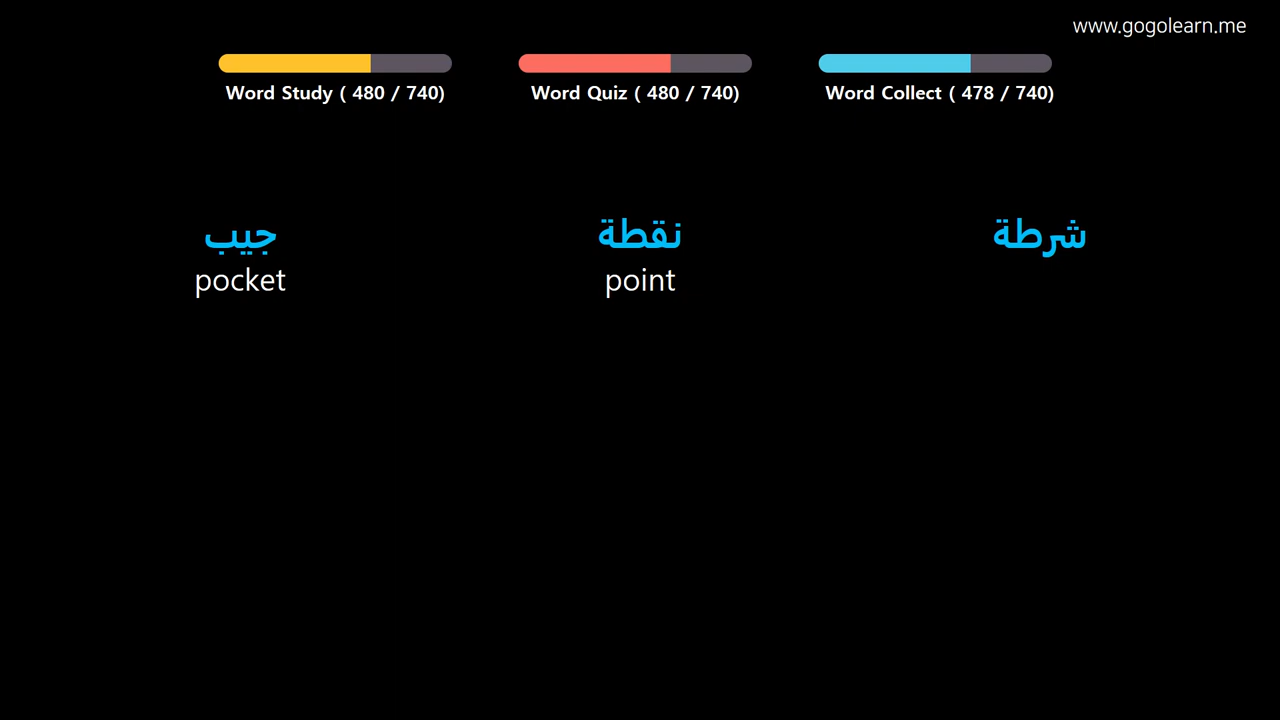 www.gogolearn.me
Word Study ( 480 / 740)
Word Quiz ( 480 / 740)
Word Collect ( 478 / 740)
جيب
pocket
نقطة
point
شرطة